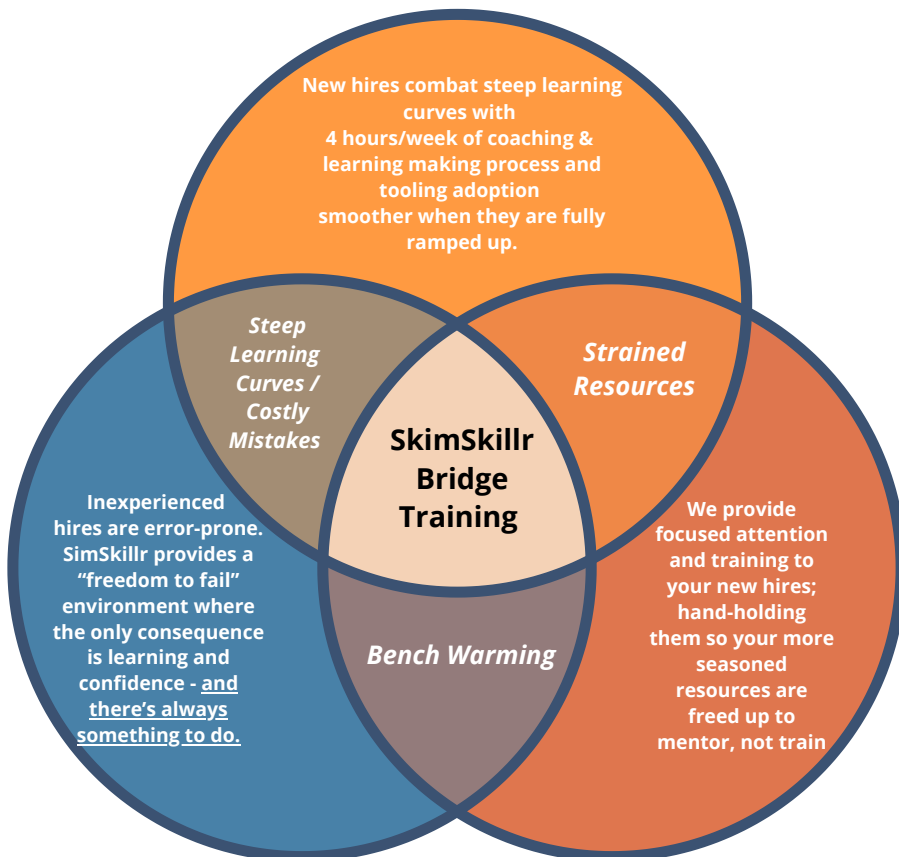 New hires combat steep learning
curves with
4 hours/week of coaching &
learning making process and
tooling adoption
smoother when they are fully
ramped up.
Steep
Learning
Curves /
Costly
Mistakes
Strained
Resources
SkimSkillr
Bridge
Training
Inexperienced
hires are error-prone.
SimSkillr provides a
“freedom to fail”
environment where
the only consequence
is learning and
confidence - and
there’s always
something to do.
Bench Warming
We provide
focused attention
and training to
your new hires;
hand-holding
them so your more
seasoned
resources are
freed up to
mentor, not train